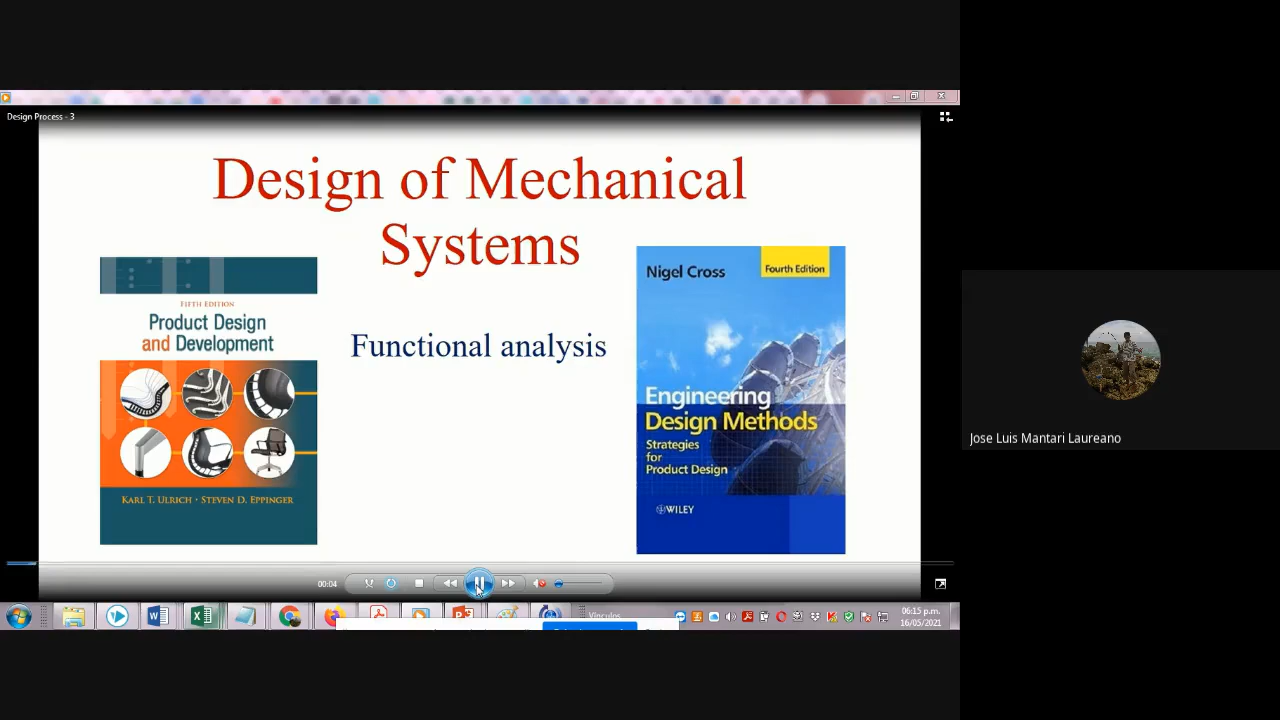 Design Process - 3
Design of Mechanical
Systems
Functional analysis
FIFTH EDITION
Product Design
and Development
KARL T. ULRICH • STEVEN D. EPPINGER
Nigel Cross
Fourth Edition
Engineering
Design Methods
Strategies
for
Product Design
WILEY
Jose Luis Mantari Laureano
00:04
Vínculos
06:15 p.m.
16/05/2021